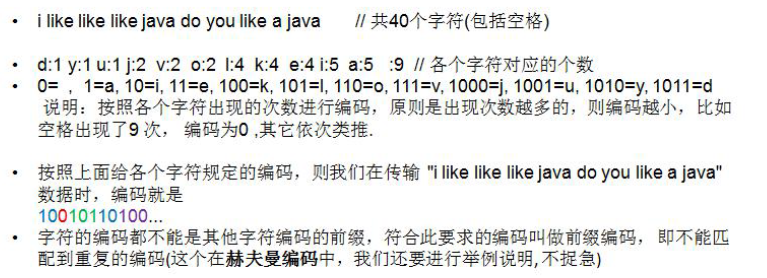 • i like like like java do you like a java // 共40个字符(包括空格)
• d:1 y:1 u:1 j:2 v:2 o:2 l:4 k:4 e:4 i:5 a:5 :9 // 各个字符对应的个数
• 0= , 1=a, 10=i, 11=e, 100=k, 101=l, 110=o, 111=v, 1000=j, 1001=u, 1010=y, 1011=d
说明：按照各个字符出现的次数进行编码，原则是出现次数越多的，则编码越小，比如
空格出现了9 次， 编码为0 ,其它依次类推.
• 按照上面给各个字符规定的编码，则我们在传输 "i like like like java do you like a java"
数据时，编码就是
10010110100...
• 字符的编码都不能是其他字符编码的前缀，符合此要求的编码叫做前缀编码， 即不能匹
配到重复的编码(这个在赫夫曼编码中，我们还要进行举例说明,不捉急)